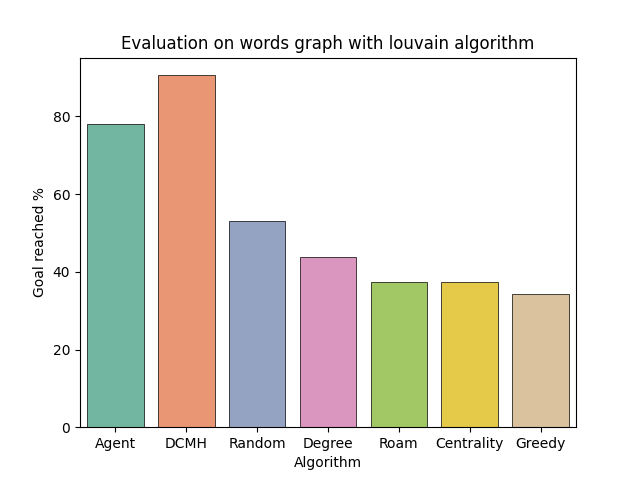 Evaluation on words graph with louvain algorithm
Goal reached %
80
60
40
20
0
Agent DCMH Random Degree Roam Centrality Greedy
Algorithm